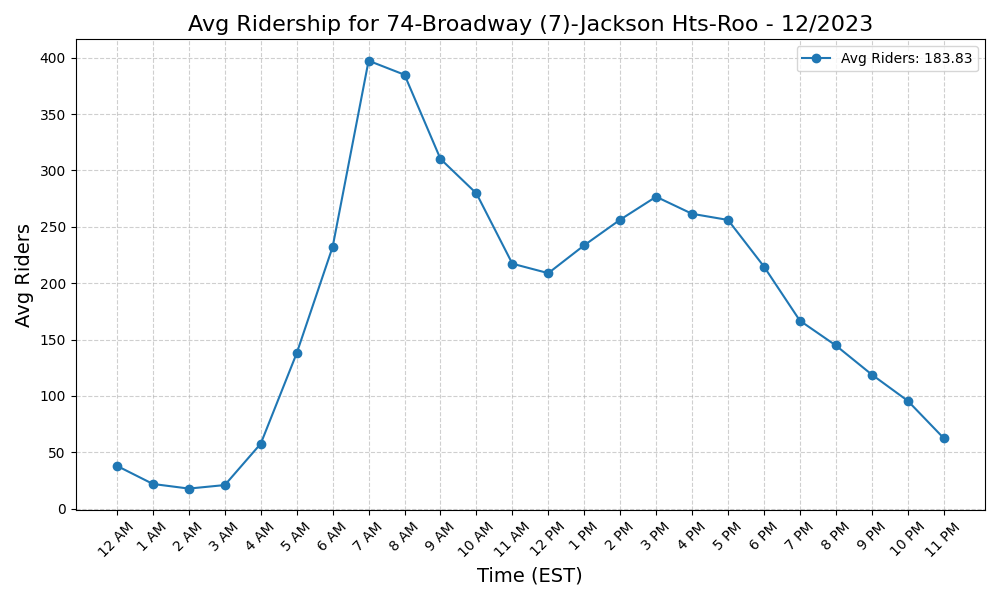 Avg Ridership for 74-Broadway (7)-Jackson Hts-Roo - 12/2023
Avg Riders: 183.83
400
350
300
250
200
150
100
50
0
Avg Riders
12 AM
1 AM
2 AM
3 AM
4 AM
5 AM
6 AM
7 AM
8 AM
9 AM
10 AM
11 AM
12 PM
1 PM
2 PM
3 PM
4 PM
5 PM
6 PM
7 PM
8 PM
9 PM
10 PM
11 PM
Time (EST)